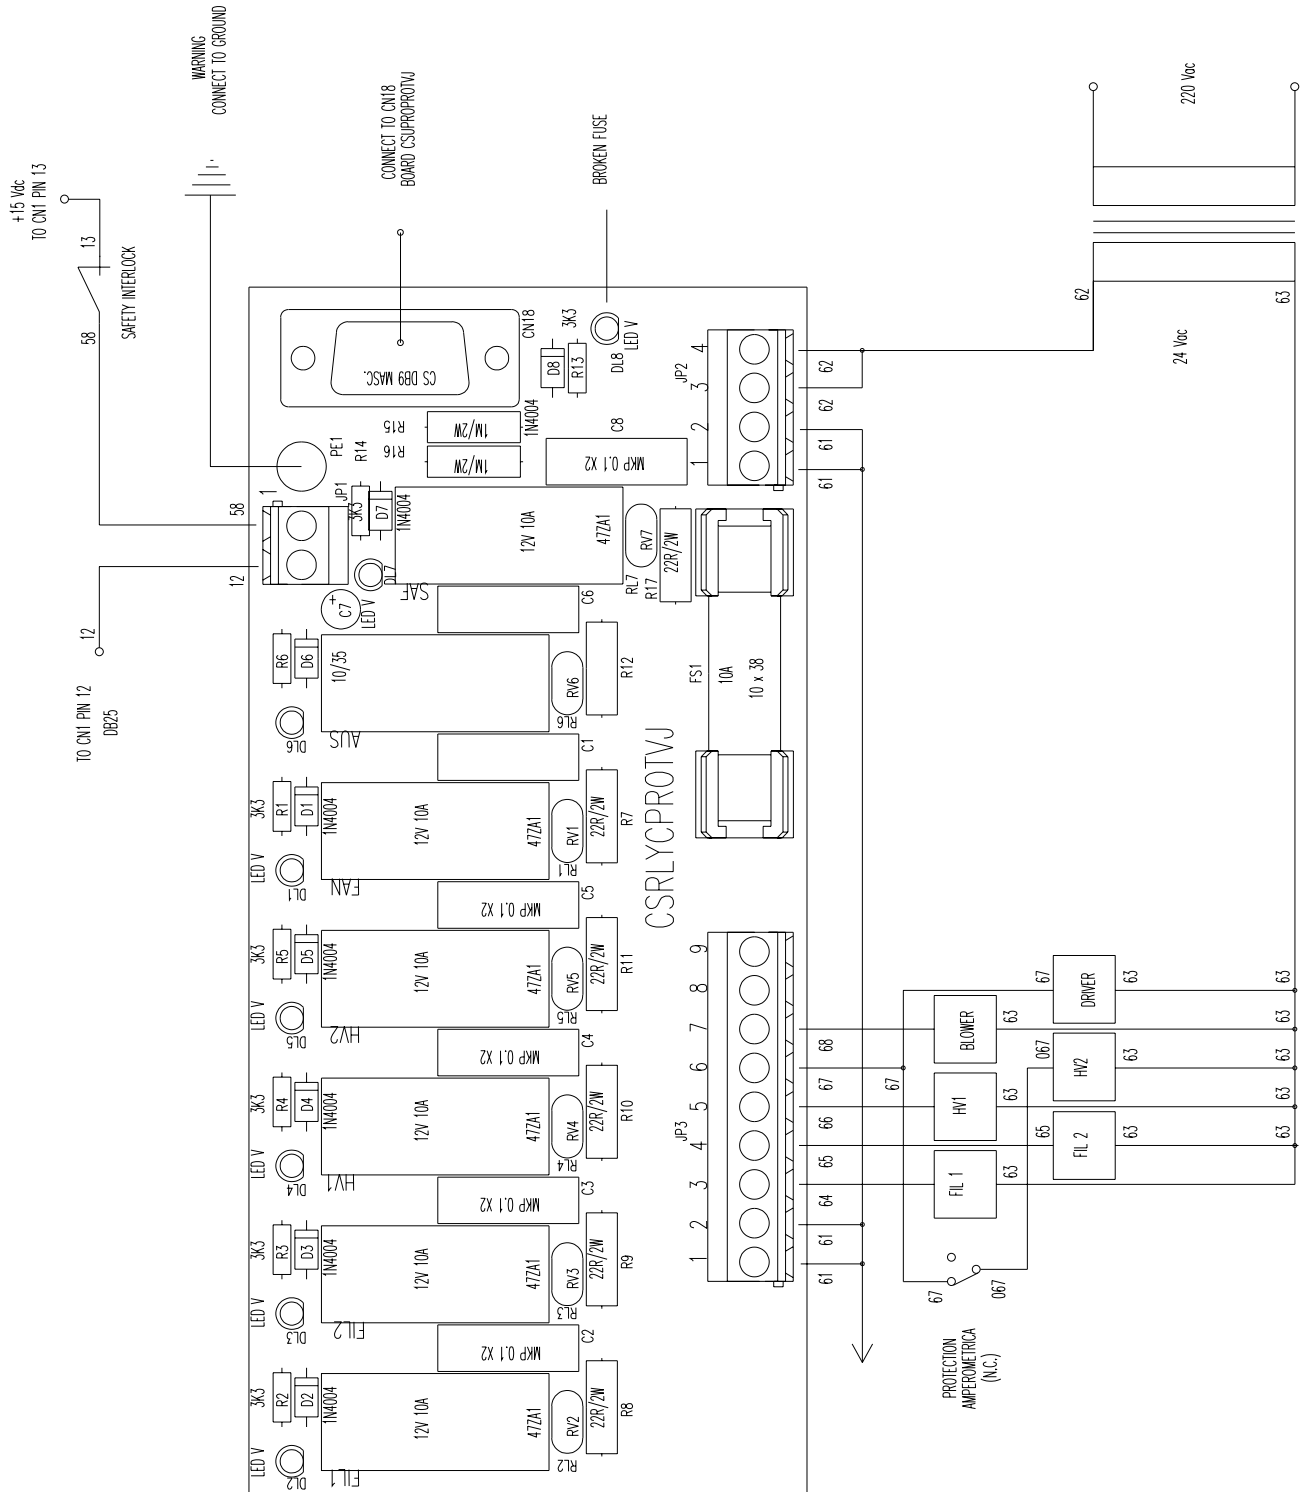 WARNING
CONNECT TO GROUND
+15 Vdc
TO CN1 PIN 13
13
SAFETY INTERLOCK
58
CONNECT TO CN18
BOARD CSUPROPROTVJ
BROKEN FUSE
220 Vac
24 Vac
62
63
TO CN1 PIN 12
DB25
12
12
58
1
JP1
PE1
CS DB9 MASC.
CN18
R14
R15
R16
1M/2W
1M/2W
1N4004
3K3
D8
R13
3K3
DL8
LED V
C8
MKP 0.1 X2
JP2
1
2
3
4
61
61
62
62
D7
1N4004
DL7
LED V
C7
+
SAF
12V 10A
47ZA1
RV7
RL7
R17
22R/2W
C6
FS1
10A
10 x 38
R6
D6
10/35
DL6
AUS
RV6
RL6
R12
C1
CSRLYCPROTVJ
3K3
R1
D1
1N4004
LED V
DL1
FAN
12V 10A
47ZA1
RV1
RL1
22R/2W
R7
C5
MKP 0.1 X2
3K3
R5
D5
1N4004
LED V
DL5
HV2
12V 10A
47ZA1
RV5
RL5
22R/2W
R11
C4
MKP 0.1 X2
3K3
R4
D4
1N4004
LED V
DL4
HV1
12V 10A
47ZA1
RV4
RL4
22R/2W
R10
C3
MKP 0.1 X2
3K3
R3
D3
1N4004
LED V
DL3
FIL2
12V 10A
47ZA1
RV3
RL3
22R/2W
R9
C2
MKP 0.1 X2
3K3
R2
D2
1N4004
LED V
DL2
FIL1
12V 10A
47ZA1
RV2
RL2
22R/2W
R8
JP3
1
2
3
4
5
6
7
8
9
61
61
64
65
66
67
68
67
67
DRIVER
63
63
BLOWER
63
63
067
HV2
63
63
HV1
63
63
65
FIL 2
63
63
FIL 1
63
67
067
PROTECTION
AMPEROMETRICA
(N.C.)